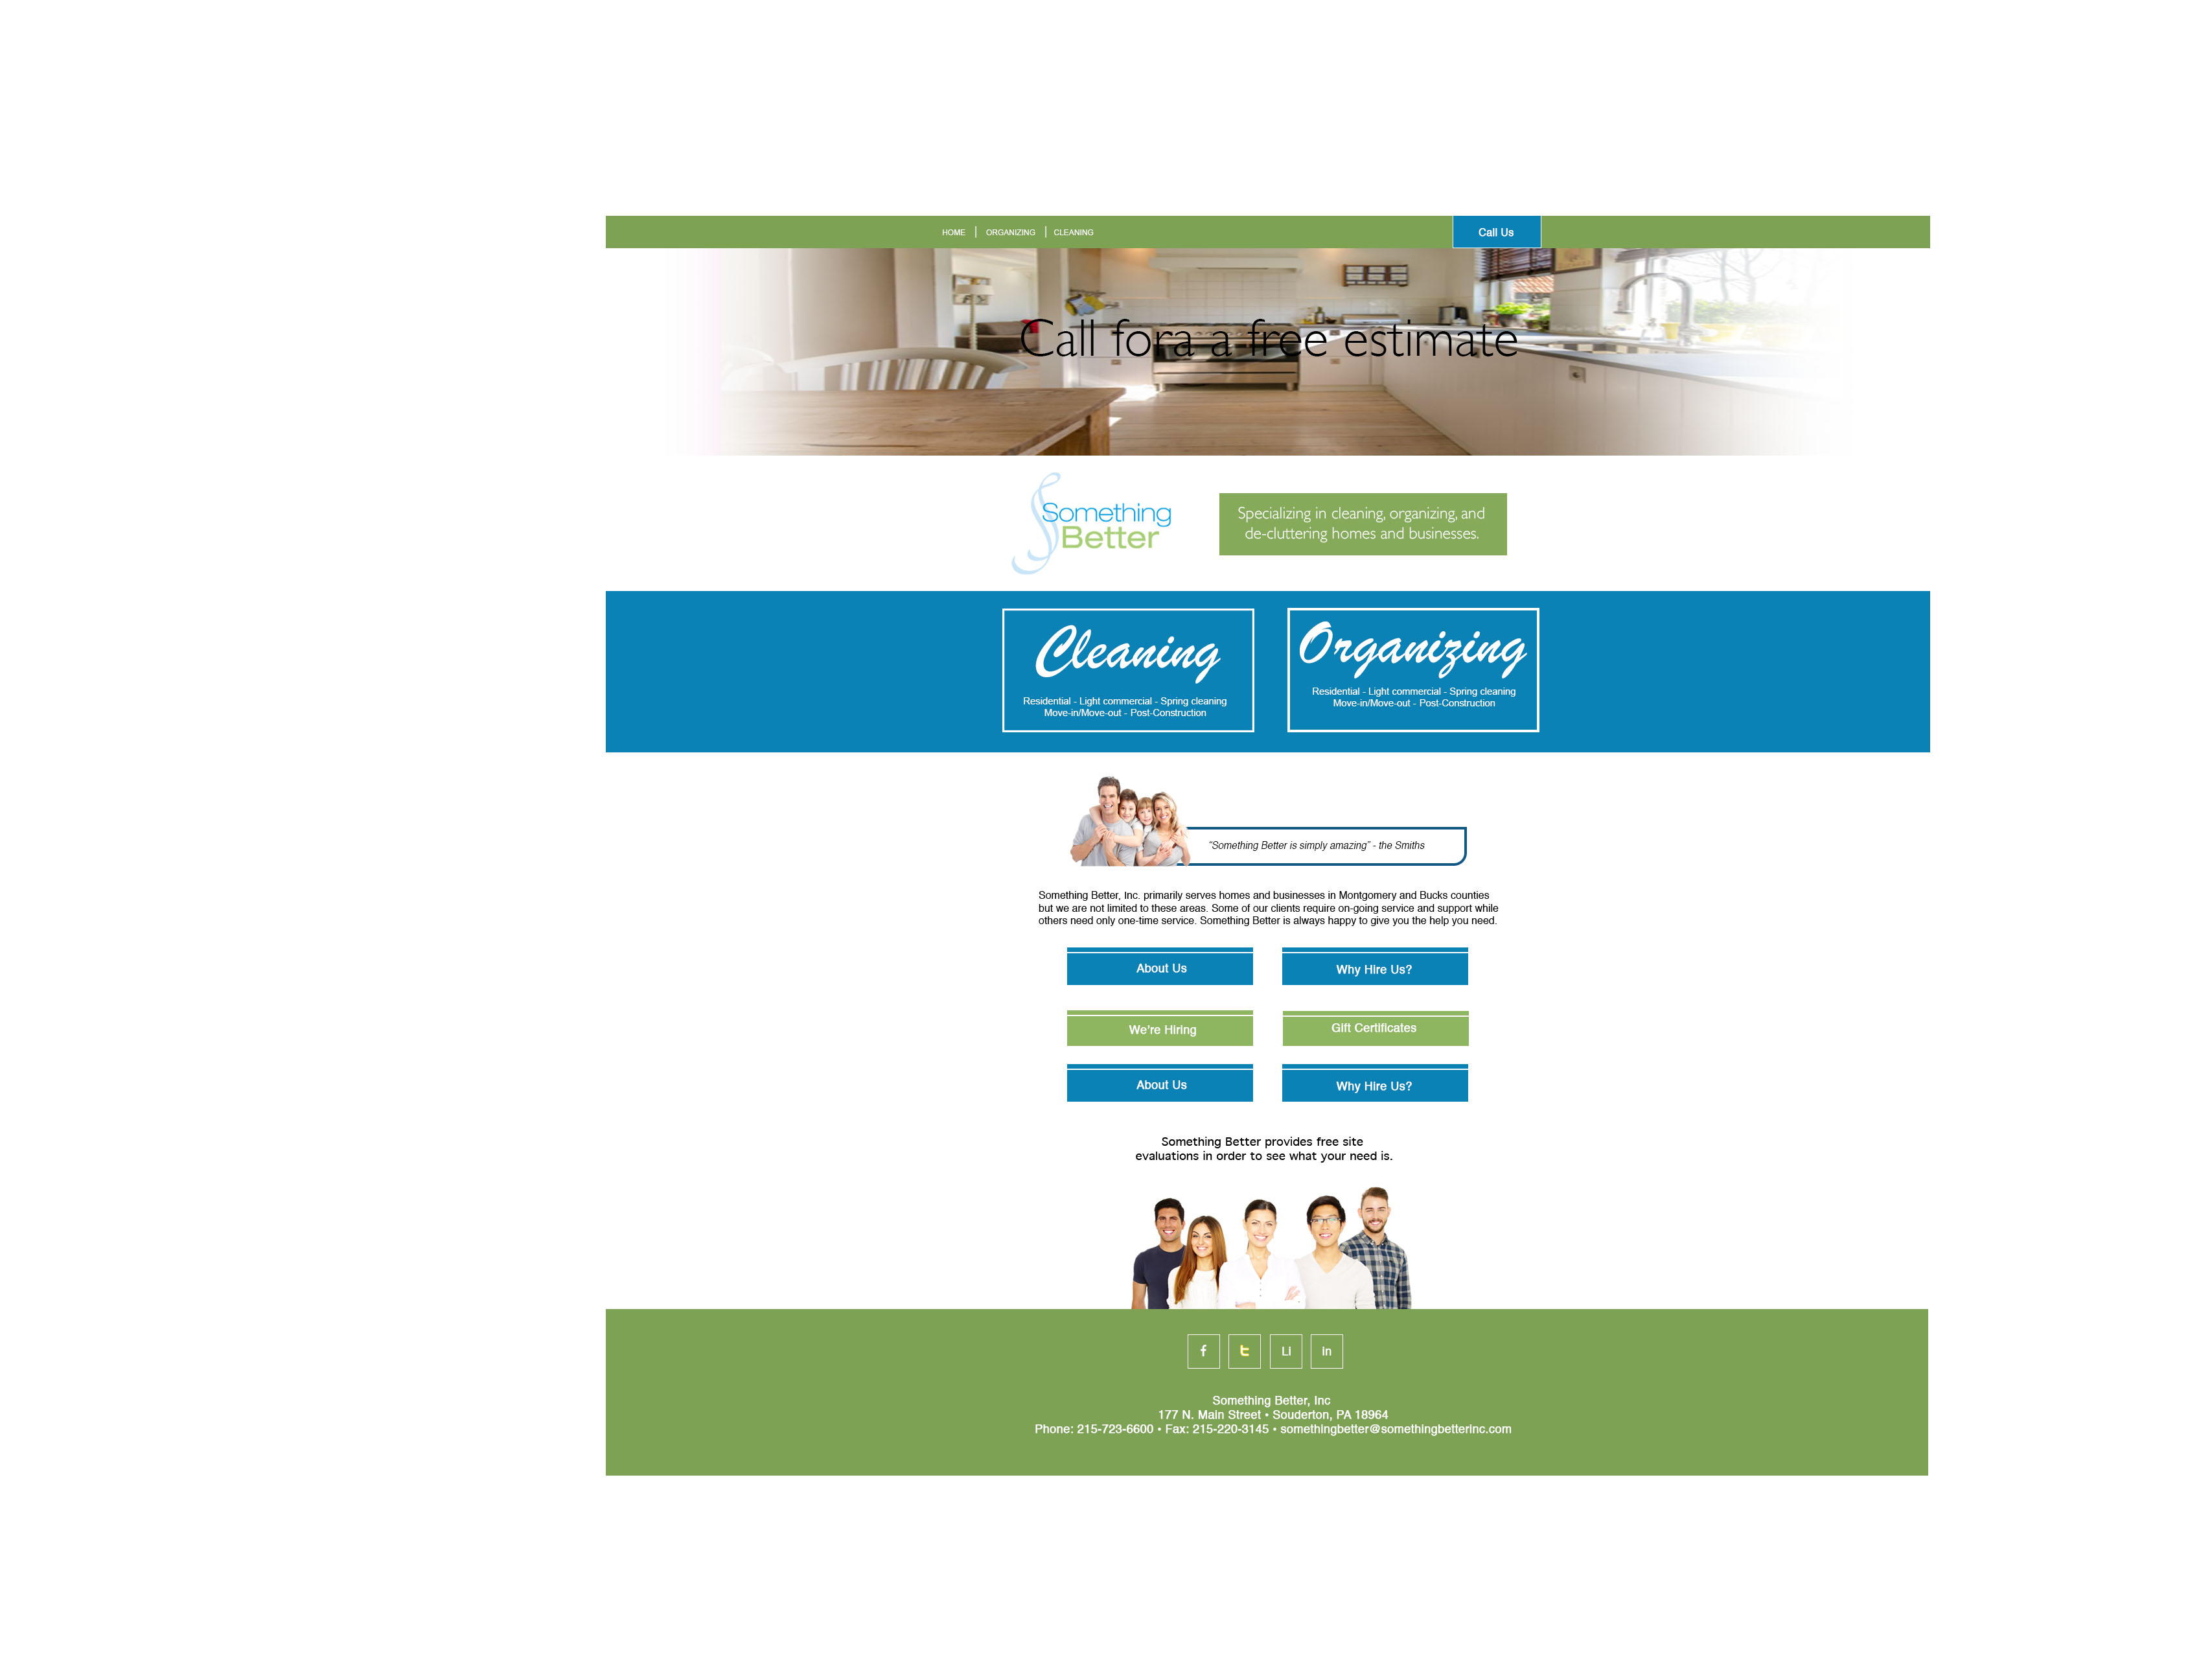 HOME | ORGANIZING | CLEANING
Call Us
Call fora a free estimate
Something
Better
Specializing in cleaning, organizing, and
de-cluttering homes and businesses.
Cleaning
Residential - Light commercial - Spring cleaning
Move-in/Move-out - Post-Construction
Organizing
Residential - Light commercial - Spring cleaning
Move-in/Move-out - Post-Construction
"Something Better is simply amazing" - the Smiths
Something Better, Inc. primarily serves homes and businesses in Montgomery and Bucks counties
but we are not limited to these areas. Some of our clients require on-going service and support while
others need only one-time service. Something Better is always happy to give you the help you need.
About Us
Why Hire Us?
We're Hiring
Gift Certificates
About Us
Why Hire Us?
Something Better provides free site
evaluations in order to see what your need is.
f
t
LI
In
Something Better, Inc
177 N. Main Street • Souderton, PA 18964
Phone: 215-723-6600 • Fax: 215-220-3145 • somethingbetter@somethingbetterinc.com